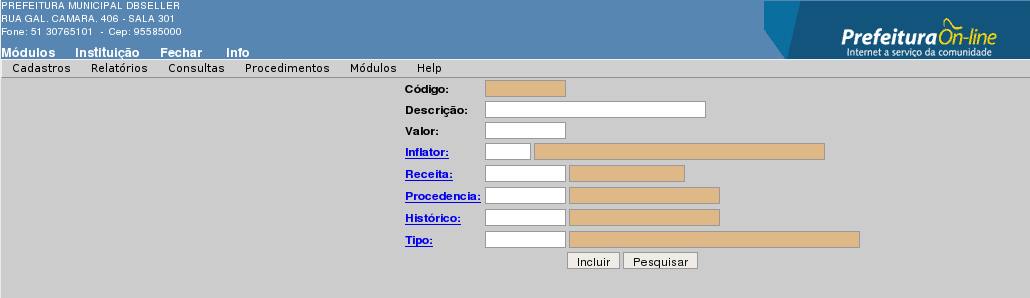 PREFEITURA MUNICIPAL DBSELLER
RUA GAL. CAMARA, 406 - SALA 301
Fone: 51 30765101 - Cep: 95585000
Módulos Instituição Fechar Info
PrefeituraOn-line
Internet a serviço da comunidade
Cadastros Relatórios Consultas Procedimentos Módulos Help
Código:
Descrição:
Valor:
Inflator:
Receita:
Procedencia:
Histórico:
Tipo:
Incluir Pesquisar